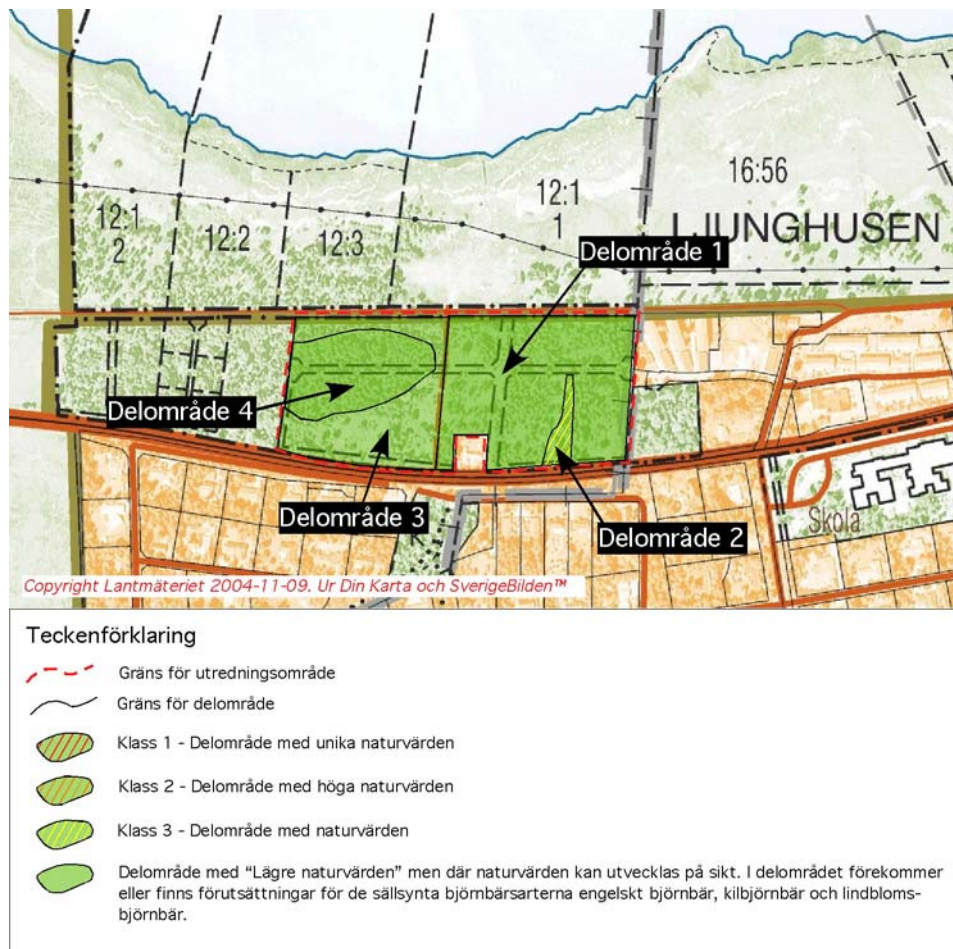 16:56
12:1
1
12:1
2
12:2
12:3
LJUNGHUSEN
Delområde 1
Delområde 4
Delområde 3
Delområde 2
Skola
Copyright Lantmäteriet 2004-11-09. Ur Din Karta och SverigeBilden™
Teckenförklaring
Gräns för utredningsområde
Gräns för delområde
Klass 1 - Delområde med unika naturvärden
Klass 2 - Delområde med höga naturvärden
Klass 3 - Delområde med naturvärden
Delområde med “Lägre naturvärden” men där naturvärden kan utvecklas på sikt. I delområdet förekommer
eller finns förutsättningar för de sällsynta björnbärsarterna engelskt björnbär, kilbjörnbär och lindbloms-
björnbär.